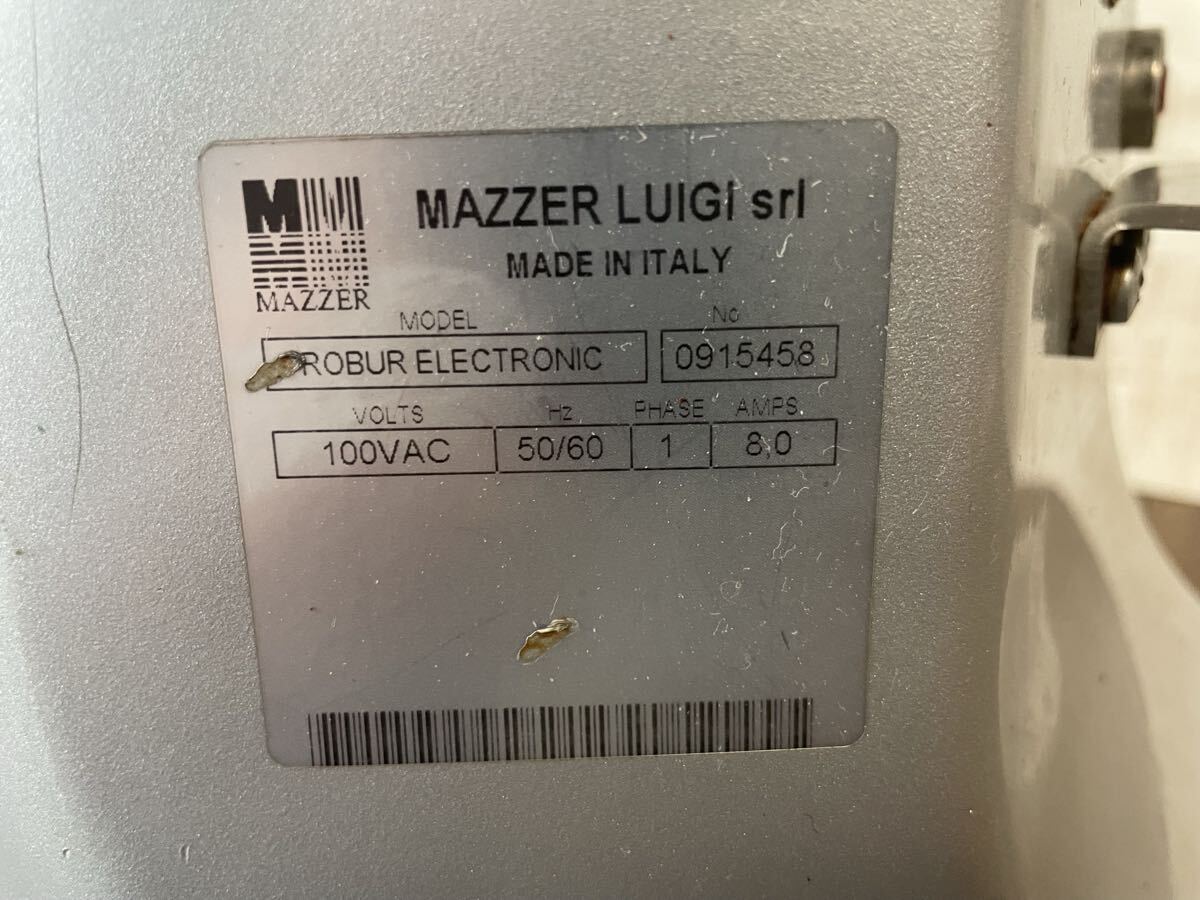 M
MAZZER
MAZZER LUIGI srl
MADE IN ITALY
MODEL
No
ROBUR ELECTRONIC
0915458
VOLTS
Hz
PHASE
AMPS
100VAC
50/60
1
8,0